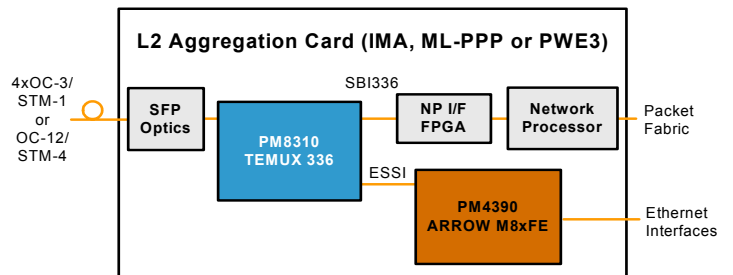 L2 Aggregation Card (IMA, ML-PPP or PWE3)
4xOC-3/
STM-1
or
OC-12/
STM-4
SFP
Optics
PM8310
TEMUX 336
SBI336
NP I/F
FPGA
Network
Processor
Packet
Fabric
ESSI
PM4390
ARROW M8xFE
Ethernet
Interfaces